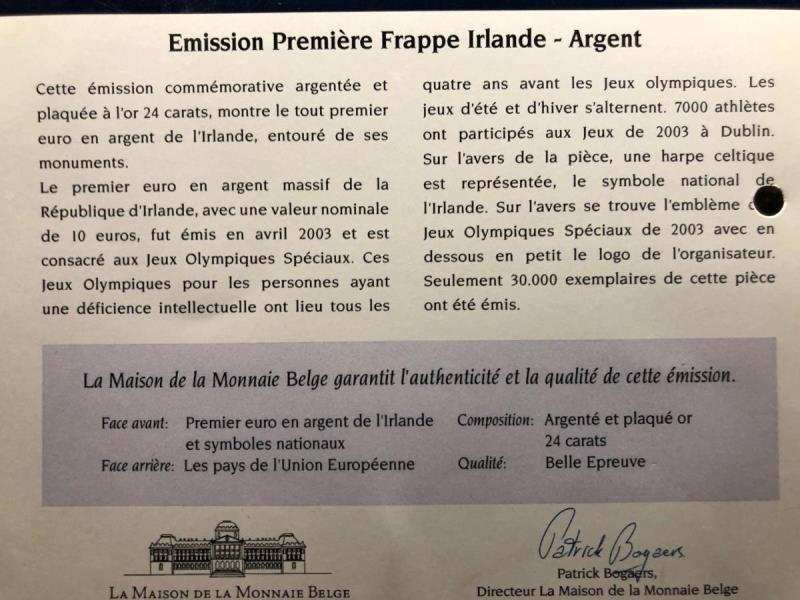 Emission Première Frappe Irlande - Argent
Cette émission commémorative argentée et
plaquée à l'or 24 carats, montre le tout premier
euro en argent de l'Irlande, entouré de ses
monuments.
Le premier euro en argent massif de la
République d'Irlande, avec une valeur nominale
de 10 euros, fut émis en avril 2003 et est
consacré aux Jeux Olympiques Spéciaux. Ces
Jeux Olympiques pour les personnes ayant
une déficience intellectuelle ont lieu tous les
quatre ans avant les Jeux olympiques. Les
jeux d'été et d'hiver s'alternent. 7000 athlètes
ont participés aux Jeux de 2003 à Dublin.
Sur l'avers de la pièce, une harpe celtique
est représentée, le symbole national de
l'Irlande. Sur l'avers se trouve l'emblème
Jeux Olympiques Spéciaux de 2003 avec en
dessous en petit le logo de l'organisateur.
Seulement 30.000 exemplaires de cette pièce
ont été émis.
La Maison de la Monnaie Belge garantit l'authenticité et la qualité de cette émission.
Face avant: Premier euro en argent de l'Irlande
et symboles nationaux
Face arrière: Les pays de l'Union Européenne
Composition: Argenté et plaqué or
24 carats
Qualité: Belle Epreuve
LA MAISON DE LA MONNAIE BELGE
Patrick Bogaers
Patrick Bogaers,
Directeur La Maison de la Monnaie Belge